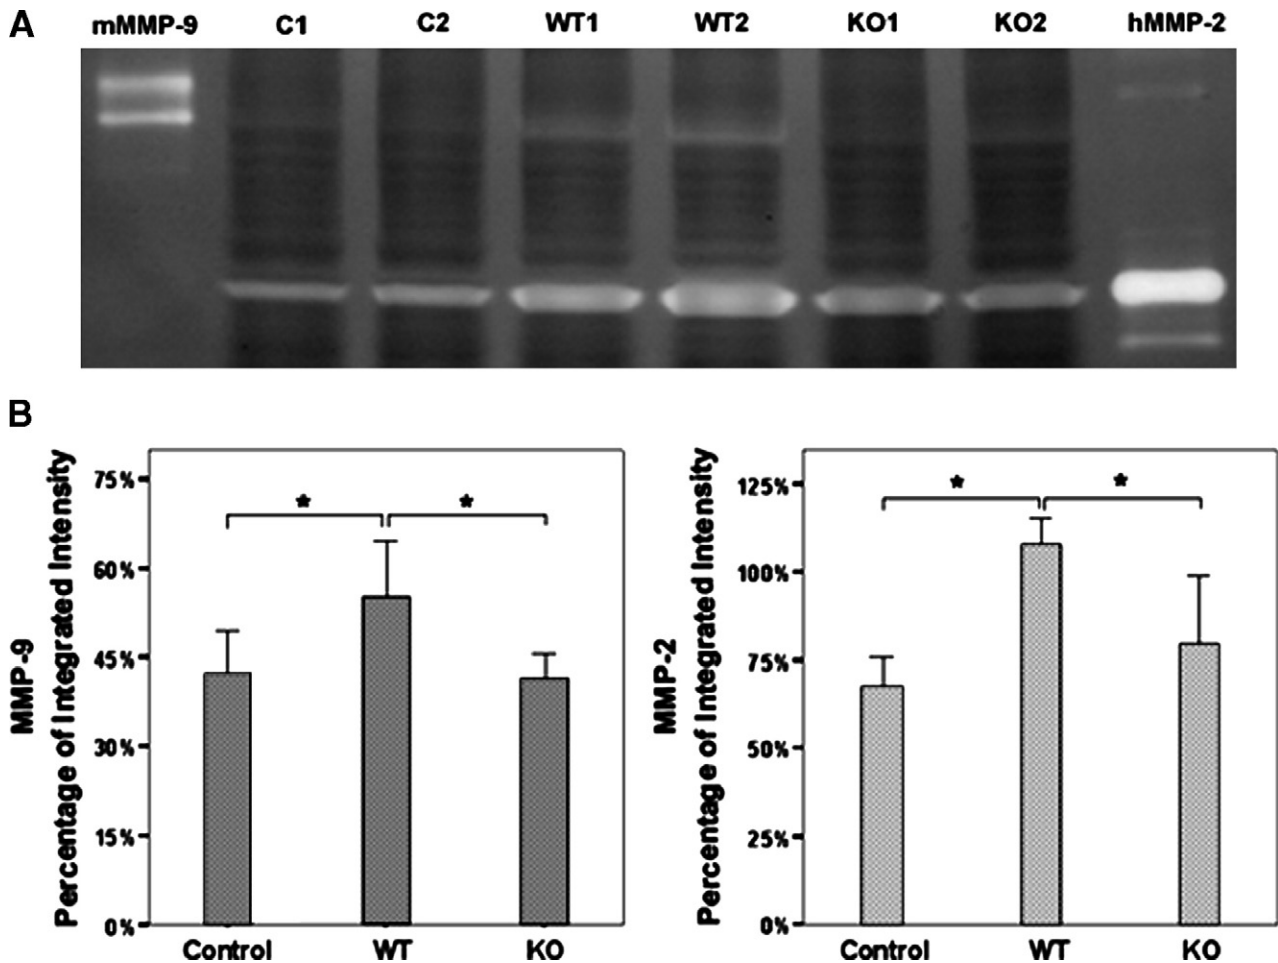 A
mMMP-9 C1 C2 WT1 WT2 KO1 KO2 hMMP-2
B
MMP-9
Percentage of Integrated Intensity
75%
60%
45%
30%
15%
0%
* *
Control WT KO
MMP-2
Percentage of Integrated Intensity
125%
100%
75%
50%
25%
0%
* *
Control WT KO